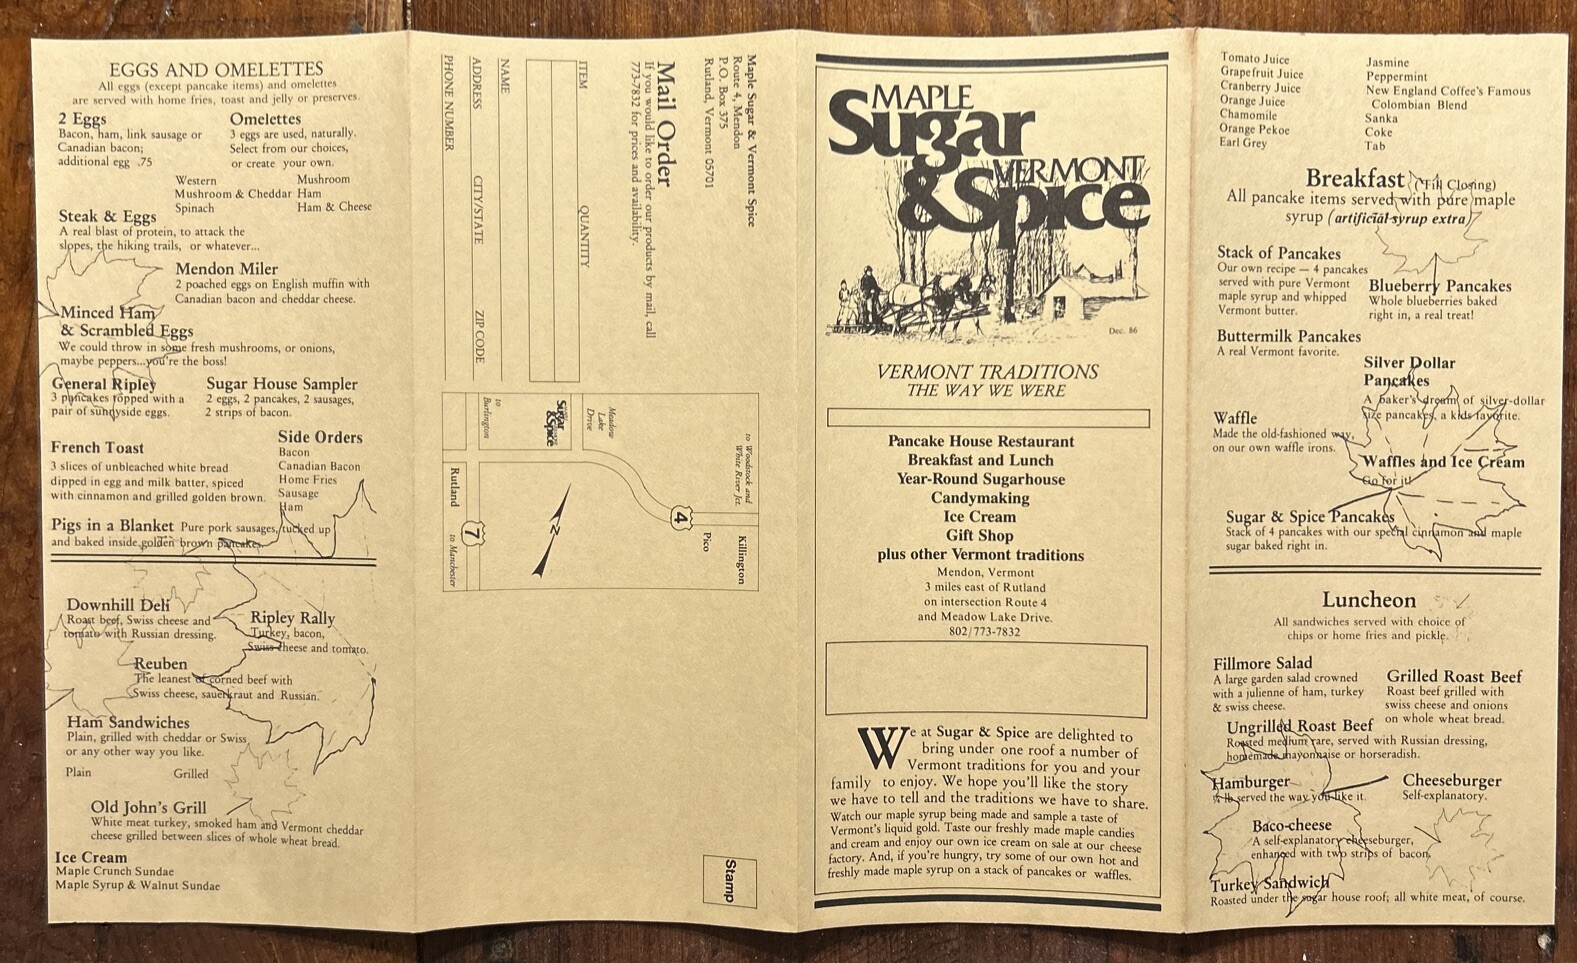 EGGS AND OMELETTES
All eggs (except pancake items) and omelettes
are served with home fries, toast and jelly or preserves.
2 Eggs
Bacon, ham, link sausage or
Canadian bacon;
additional egg .75
Omelettes
3 eggs are used, naturally.
Select from our choices,
or create your own.
Western
Mushroom & Cheddar
Spinach
Mushroom
Ham
Ham & Cheese
Steak & Eggs
A real blast of protein, to attack the
slopes, the hiking trails, or whatever...
Mendon Miler
2 poached eggs on English muffin with
Canadian bacon and cheddar cheese.
Minced Ham
& Scrambled Eggs
We could throw in some fresh mushrooms, or onions,
maybe peppers...you're the boss!
General Ripley
3 pancakes topped with a
pair of sunnyside eggs.
Sugar House Sampler
2 eggs, 2 pancakes, 2 sausages,
2 strips of bacon.
French Toast
3 slices of unbleached white bread
dipped in egg and milk batter, spiced
with cinnamon and grilled golden brown.
Side Orders
Bacon
Canadian Bacon
Home Fries
Sausage
Ham
Pigs in a Blanket Pure pork sausages, tucked up
and baked inside golden brown pancakes.
Downhill Deli
Roast beef, Swiss cheese and
tomato with Russian dressing.
Ripley Rally
Turkey, bacon,
Swiss cheese and tomato.
Reuben
The leanest of corned beef with
Swiss cheese, sauerkraut and Russian.
Ham Sandwiches
Plain, grilled with cheddar or Swiss
or any other way you like.
Plain
Grilled
Old John's Grill
White meat turkey, smoked ham and Vermont cheddar
cheese grilled between slices of whole wheat bread.
Ice Cream
Maple Crunch Sundae
Maple Syrup & Walnut Sundae
Maple Sugar & Vermont Spice
Route 4, Mendon
P.O. Box 375
Rutland, Vermont 05701
Mail Order
If you would like to order our products by mail, call
773-7832 for prices and availability.
ITEM
QUANTITY
NAME
ADDRESS
CITY/STATE
ZIP CODE
PHONE NUMBER
to Woodstock and
White River Jct.
Killington
Pico
4
Meadow
Lake
Drive
Sugar
&Spice
to
Burlington
N
Rutland
7
to Manchester
Stamp
MAPLE
Sugar
VERMONT
&Spice
Dec. 86
VERMONT TRADITIONS
THE WAY WE WERE
Pancake House Restaurant
Breakfast and Lunch
Year-Round Sugarhouse
Candymaking
Ice Cream
Gift Shop
plus other Vermont traditions
Mendon, Vermont
3 miles east of Rutland
on intersection Route 4
and Meadow Lake Drive.
802/773-7832
We at Sugar & Spice are delighted to
bring under one roof a number of
Vermont traditions for you and your
family to enjoy. We hope you'll like the story
we have to tell and the traditions we have to share.
Watch our maple syrup being made and sample a taste of
Vermont's liquid gold. Taste our freshly made maple candies
and cream and enjoy our own ice cream on sale at our cheese
factory. And, if you're hungry, try some of our own hot and
freshly made maple syrup on a stack of pancakes or waffles.
Tomato Juice
Grapefruit Juice
Cranberry Juice
Orange Juice
Chamomile
Orange Pekoe
Earl Grey
Jasmine
Peppermint
New England Coffee's Famous
Colombian Blend
Sanka
Coke
Tab
Breakfast ('Till Closing)
All pancake items served with pure maple
syrup (artificial syrup extra)
Stack of Pancakes
Our own recipe — 4 pancakes
served with pure Vermont
maple syrup and whipped
Vermont butter.
Blueberry Pancakes
Whole blueberries baked
right in, a real treat!
Buttermilk Pancakes
A real Vermont favorite.
Silver Dollar
Pancakes
A baker's dream of silver-dollar
size pancakes, a kids favorite.
Waffle
Made the old-fashioned way,
on our own waffle irons.
Waffles and Ice Cream
Go for it!
Sugar & Spice Pancakes
Stack of 4 pancakes with our special cinnamon and maple
sugar baked right in.
Luncheon
All sandwiches served with choice of
chips or home fries and pickle.
Fillmore Salad
A large garden salad crowned
with a julienne of ham, turkey
& swiss cheese.
Grilled Roast Beef
Roast beef grilled with
swiss cheese and onions
on whole wheat bread.
Ungrilled Roast Beef
Roasted medium rare, served with Russian dressing,
homemade mayonnaise or horseradish.
Hamburger
lb served the way you like it.
Cheeseburger
Self-explanatory.
Baco-cheese
A self-explanatory cheeseburger,
enhanced with two strips of bacon.
Turkey Sandwich
Roasted under the sugar house roof; all white meat, of course.